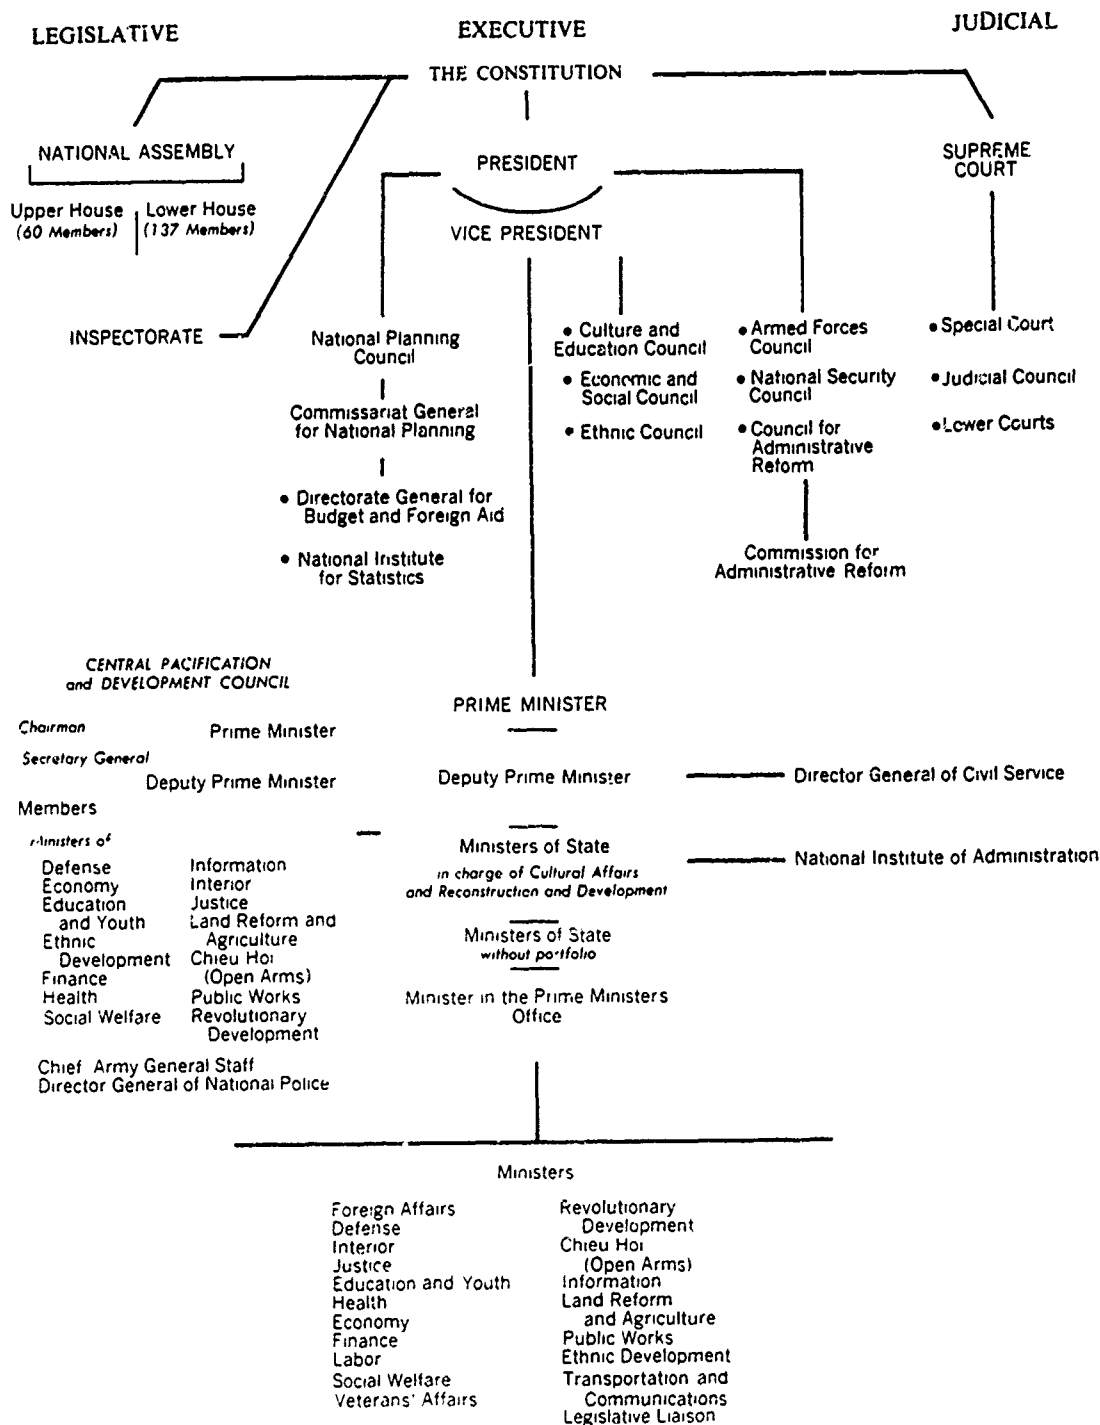 LEGISLATIVE
EXECUTIVE
JUDICIAL
THE CONSTITUTION
NATIONAL ASSEMBLY
Upper House
(60 Members)
Lower House
(137 Members)
INSPECTORATE
PRESIDENT
VICE PRESIDENT
SUPREME
COURT
National Planning
Council
Commissariat General
for National Planning
• Directorate General for
Budget and Foreign Aid
• National Institute
for Statistics
• Culture and
Education Council
• Economic and
Social Council
• Ethnic Council
• Armed Forces
Council
• National Security
Council
• Council for
Administrative
Reform
Commission for
Administrative Reform
• Special Court
• Judicial Council
• Lower Courts
CENTRAL PACIFICATION
and DEVELOPMENT COUNCIL
Chairman
Prime Minister
Secretary General
Deputy Prime Minister
Members
Ministers of
Defense
Economy
Education
and Youth
Ethnic
Development
Finance
Health
Social Welfare
Information
Interior
Justice
Land Reform and
Agriculture
Chieu Hoi
(Open Arms)
Public Works
Revolutionary
Development
Chief Army General Staff
Director General of National Police
PRIME MINISTER
Deputy Prime Minister
Director General of Civil Service
Ministers of State
in charge of Cultural Affairs
and Reconstruction and Development
National Institute of Administration
Ministers of State
without portfolio
Minister in the Prime Ministers
Office
Ministers
Foreign Affairs
Defense
Interior
Justice
Education and Youth
Health
Economy
Finance
Labor
Social Welfare
Veterans' Affairs
Revolutionary
Development
Chieu Hoi
(Open Arms)
Information
Land Reform
and Agriculture
Public Works
Ethnic Development
Transportation and
Communications
Legislative Liaison